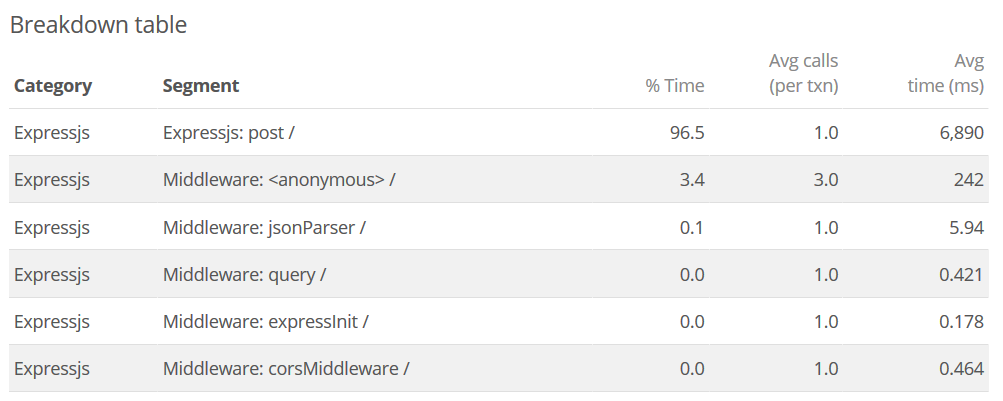 Breakdown table
Category Segment % Time Avg calls (per txn) Avg time (ms)
Expressjs Expressjs: post / 96.5 1.0 6,890
Expressjs Middleware: <anonymous> / 3.4 3.0 242
Expressjs Middleware: jsonParser / 0.1 1.0 5.94
Expressjs Middleware: query / 0.0 1.0 0.421
Expressjs Middleware: expressInit / 0.0 1.0 0.178
Expressjs Middleware: corsMiddleware / 0.0 1.0 0.464